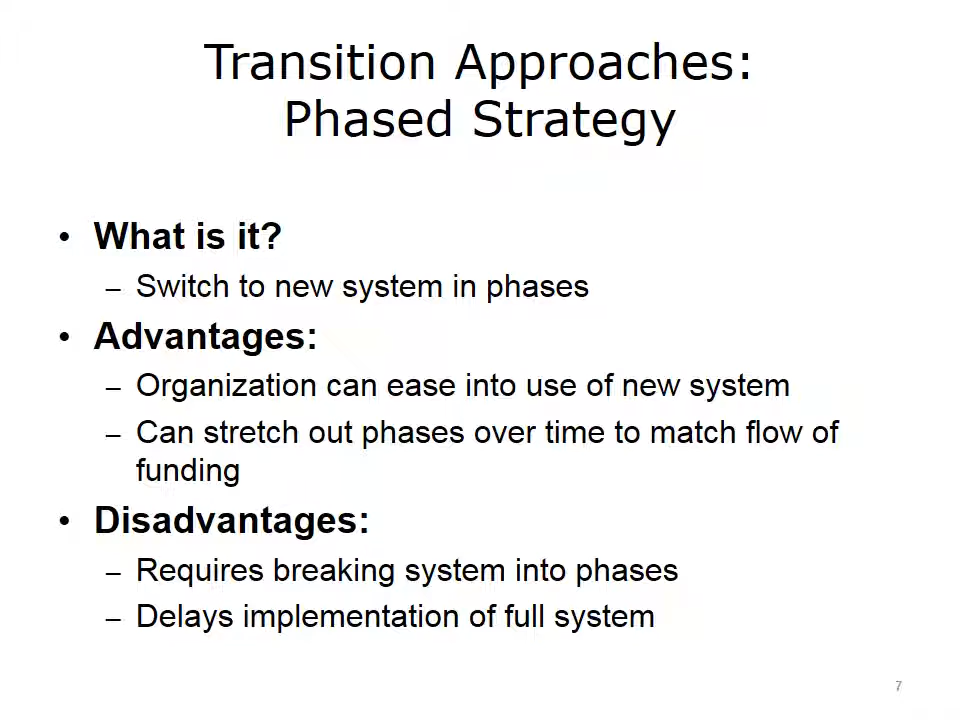 Transition Approaches:
Phased Strategy
• What is it?
– Switch to new system in phases
• Advantages:
– Organization can ease into use of new system
– Can stretch out phases over time to match flow of
funding
• Disadvantages:
– Requires breaking system into phases
– Delays implementation of full system
7